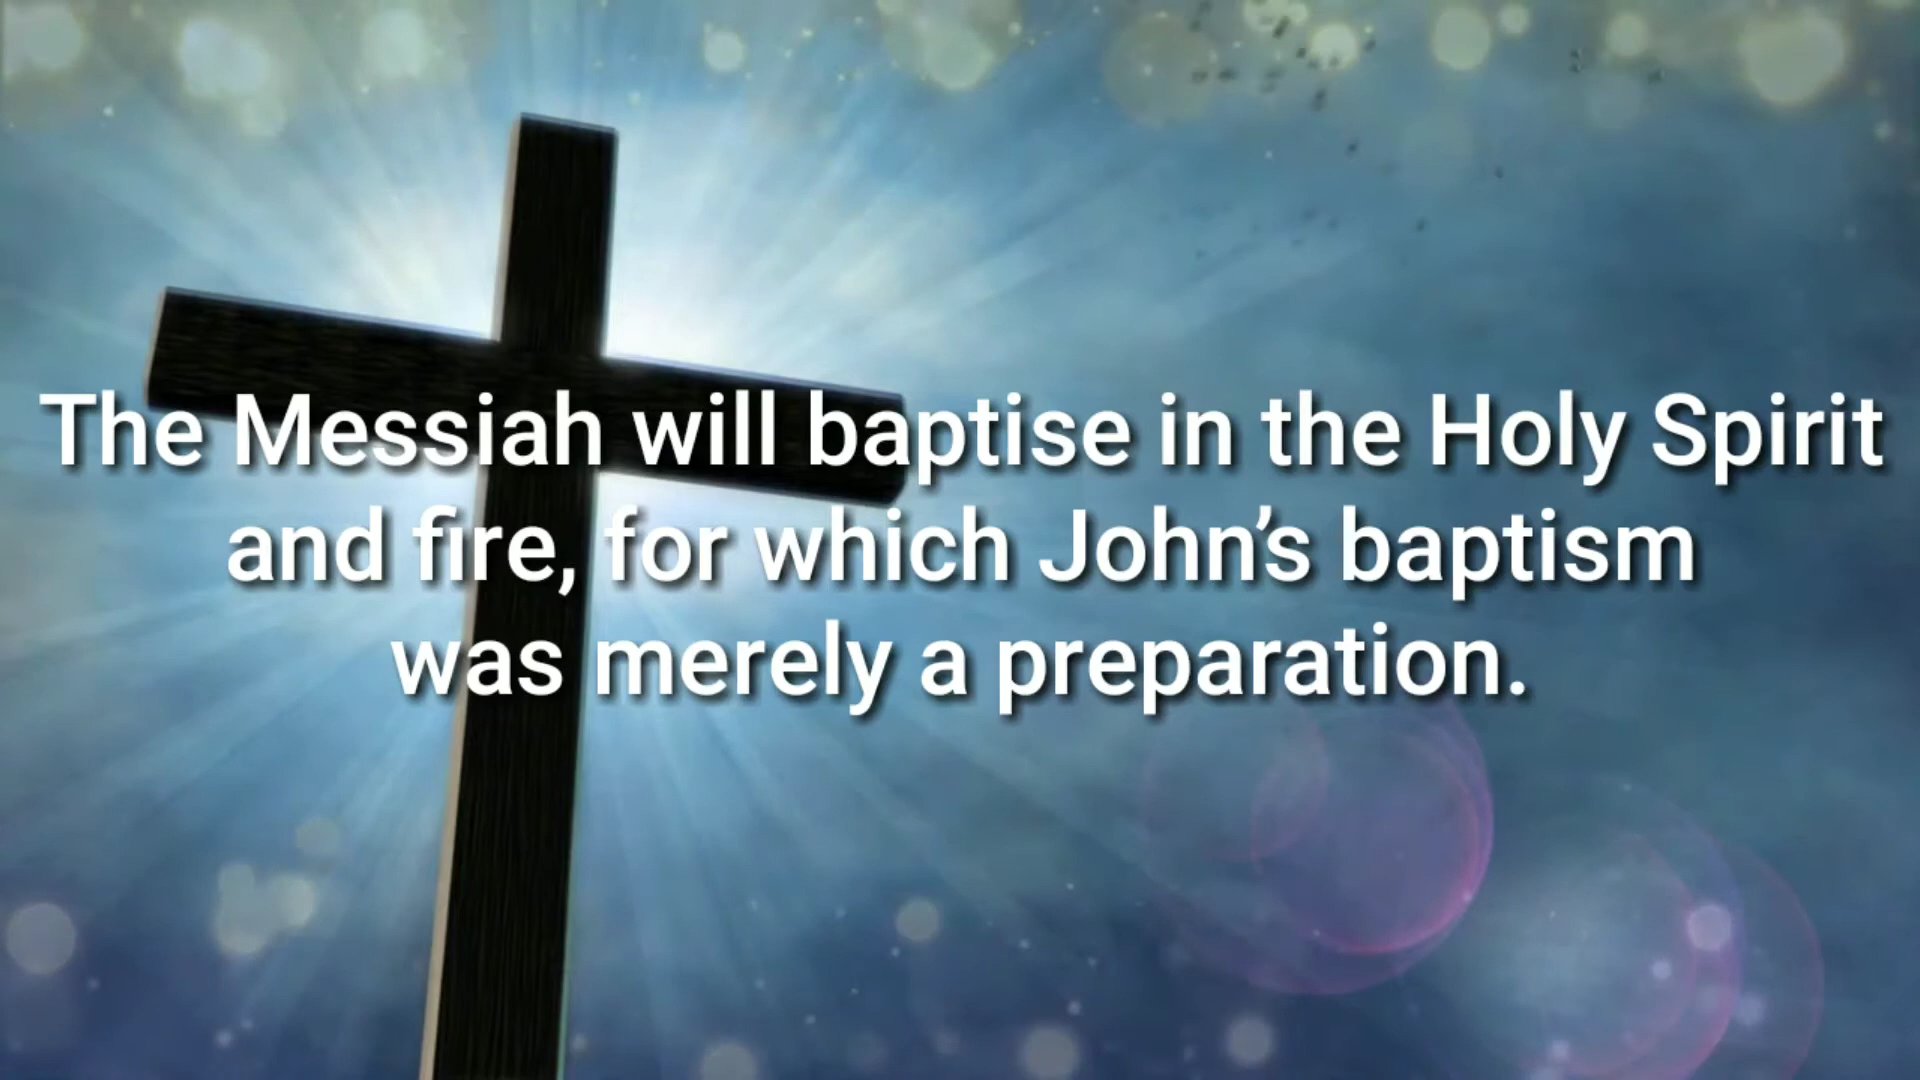 The Messiah will baptise in the Holy Spirit
and fire, for which John’s baptism
was merely a preparation.